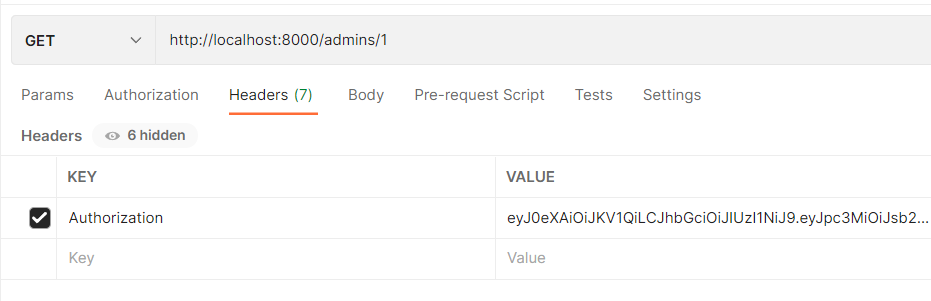 GET http://localhost:8000/admins/1
Params Authorization Headers (7) Body Pre-request Script Tests Settings
Headers 6 hidden
KEY VALUE
Authorization eyJ0eXAiOiJKV1QiLCJhbGciOiJIUzI1NiJ9.eyJpc3MiOiJsb2...
Key Value